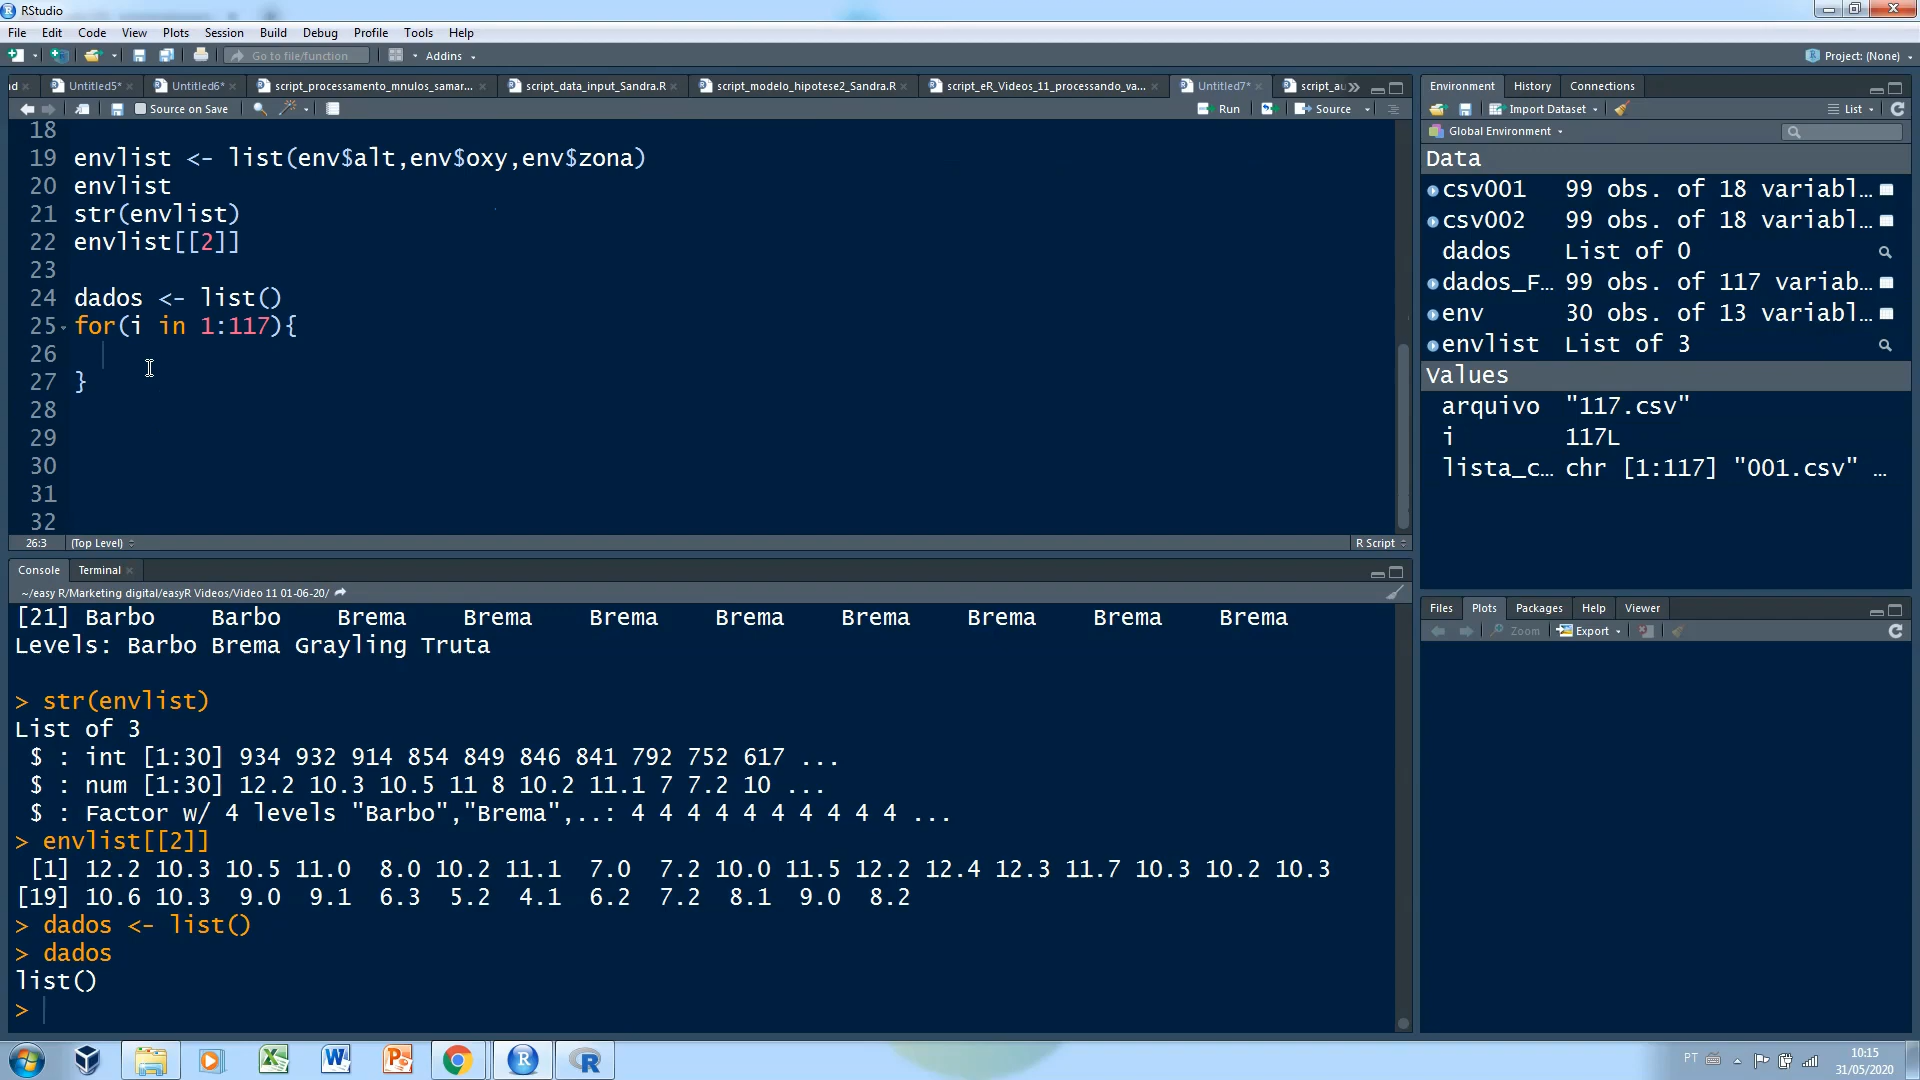 RStudio
File Edit Code View Plots Session Build Debug Profile Tools Help
Go to file/function Addins Project: (None)
nd Untitled5* Untitled6* script_processamento_mnulos_samar... script_data_input_Sandra.R script_modelo_hipotese2_Sandra.R script_eR_Videos_11_processando_va... Untitled7* script_au
Source on Save Run Source
18
19 envlist <- list(env$alt,env$oxy,env$zona)
20 envlist
21 str(envlist)
22 envlist[[2]]
23
24 dados <- list()
25 for(i in 1:117){
26
27 }
28
29
30
31
32
26:3 (Top Level) R Script
Console Terminal
~/easy R/Marketing digital/easyR Videos/Video 11 01-06-20/
[21] Barbo Barbo Brema Brema Brema Brema Brema Brema Brema Brema
Levels: Barbo Brema Grayling Truta
> str(envlist)
List of 3
$ : int [1:30] 934 932 914 854 849 846 841 792 752 617 ...
$ : num [1:30] 12.2 10.3 10.5 11 8 10.2 11.1 7 7.2 10 ...
$ : Factor w/ 4 levels "Barbo","Brema",..: 4 4 4 4 4 4 4 4 4 4 ...
> envlist[[2]]
[1] 12.2 10.3 10.5 11.0 8.0 10.2 11.1 7.0 7.2 10.0 11.5 12.2 12.4 12.3 11.7 10.3 10.2 10.3
[19] 10.6 10.3 9.0 9.1 6.3 5.2 4.1 6.2 7.2 8.1 9.0 8.2
> dados <- list()
> dados
list()
>
Environment History Connections
Import Dataset List
Global Environment
Data
csv001 99 obs. of 18 variabl...
csv002 99 obs. of 18 variabl...
dados List of 0
dados_F... 99 obs. of 117 variab...
env 30 obs. of 13 variabl...
envlist List of 3
Values
arquivo "117.csv"
i 117L
lista_c... chr [1:117] "001.csv" ...
Files Plots Packages Help Viewer
Zoom Export
PT
10:15
31/05/2020